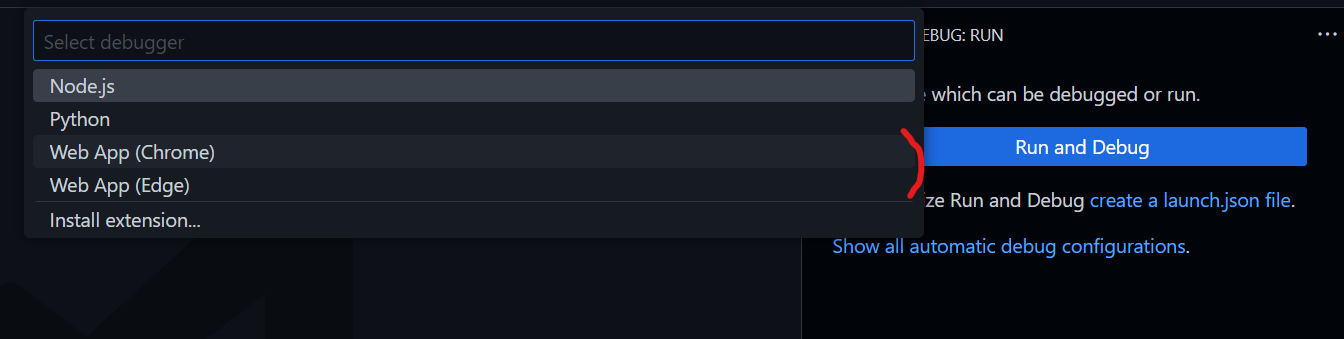 Select debugger
Node.js
Python
Web App (Chrome)
Web App (Edge)
Install extension...
EBUG: RUN
which can be debugged or run.
Run and Debug
ize Run and Debug create a launch.json file.
Show all automatic debug configurations.